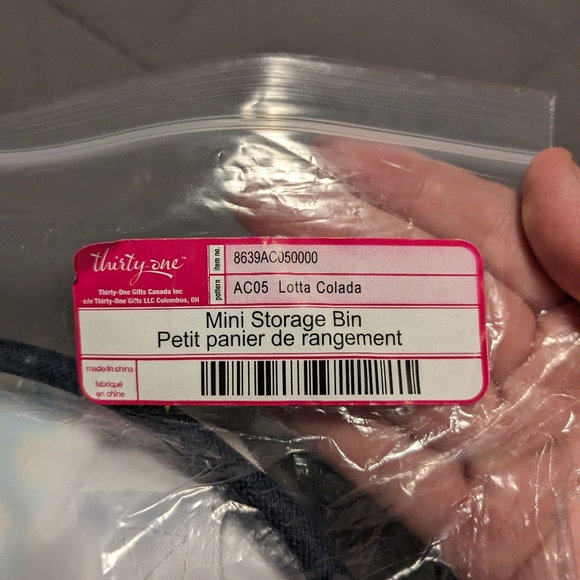 thirty-one™
Thirty-One Gifts Canada Inc
c/o Thirty-One Gifts LLC Columbus, OH
item no.
8639AC050000
pattern
AC05 Lotta Colada
Mini Storage Bin
Petit panier de rangement
made in china
fabriqué
en chine